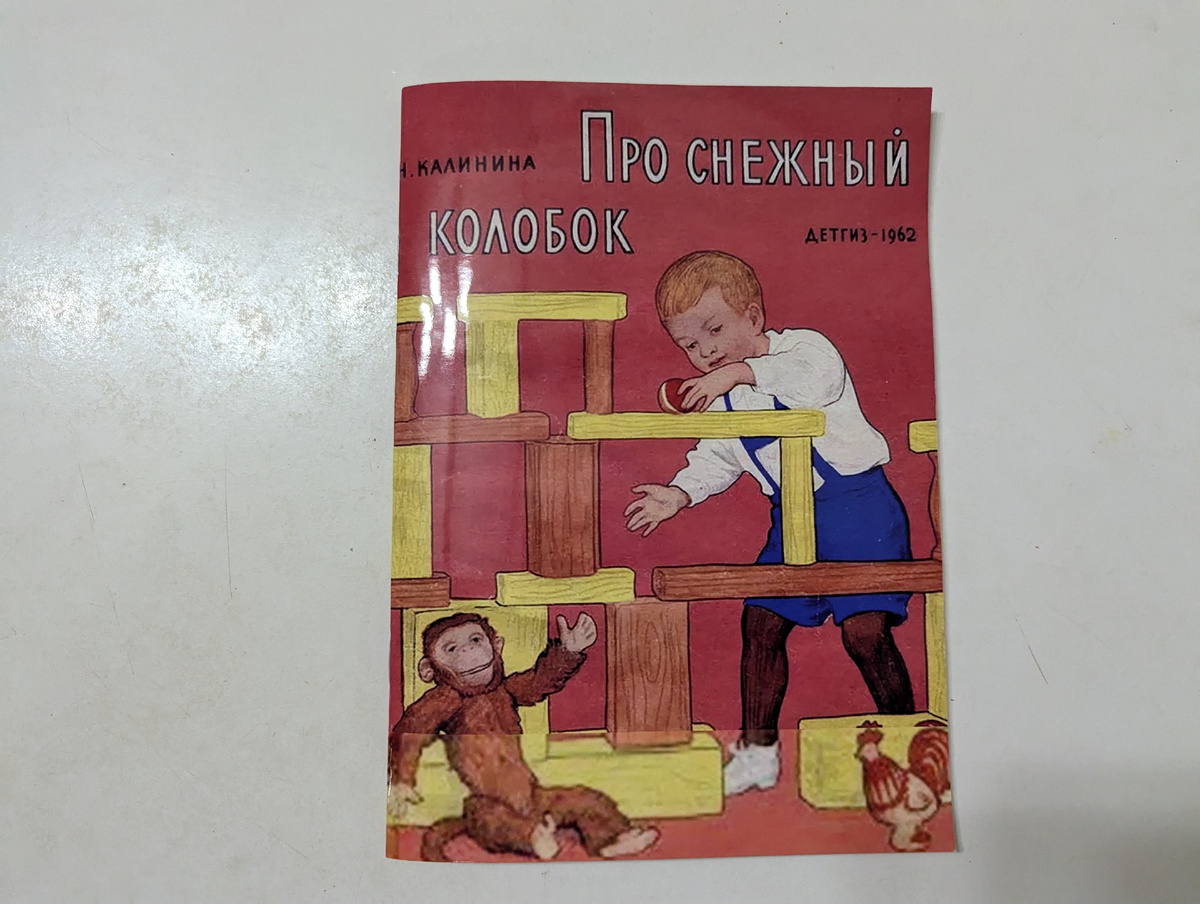 Н. КАЛИНИНА
ПРО СНЕЖНЫЙ
КОЛОБОК
ДЕТГИЗ-1962